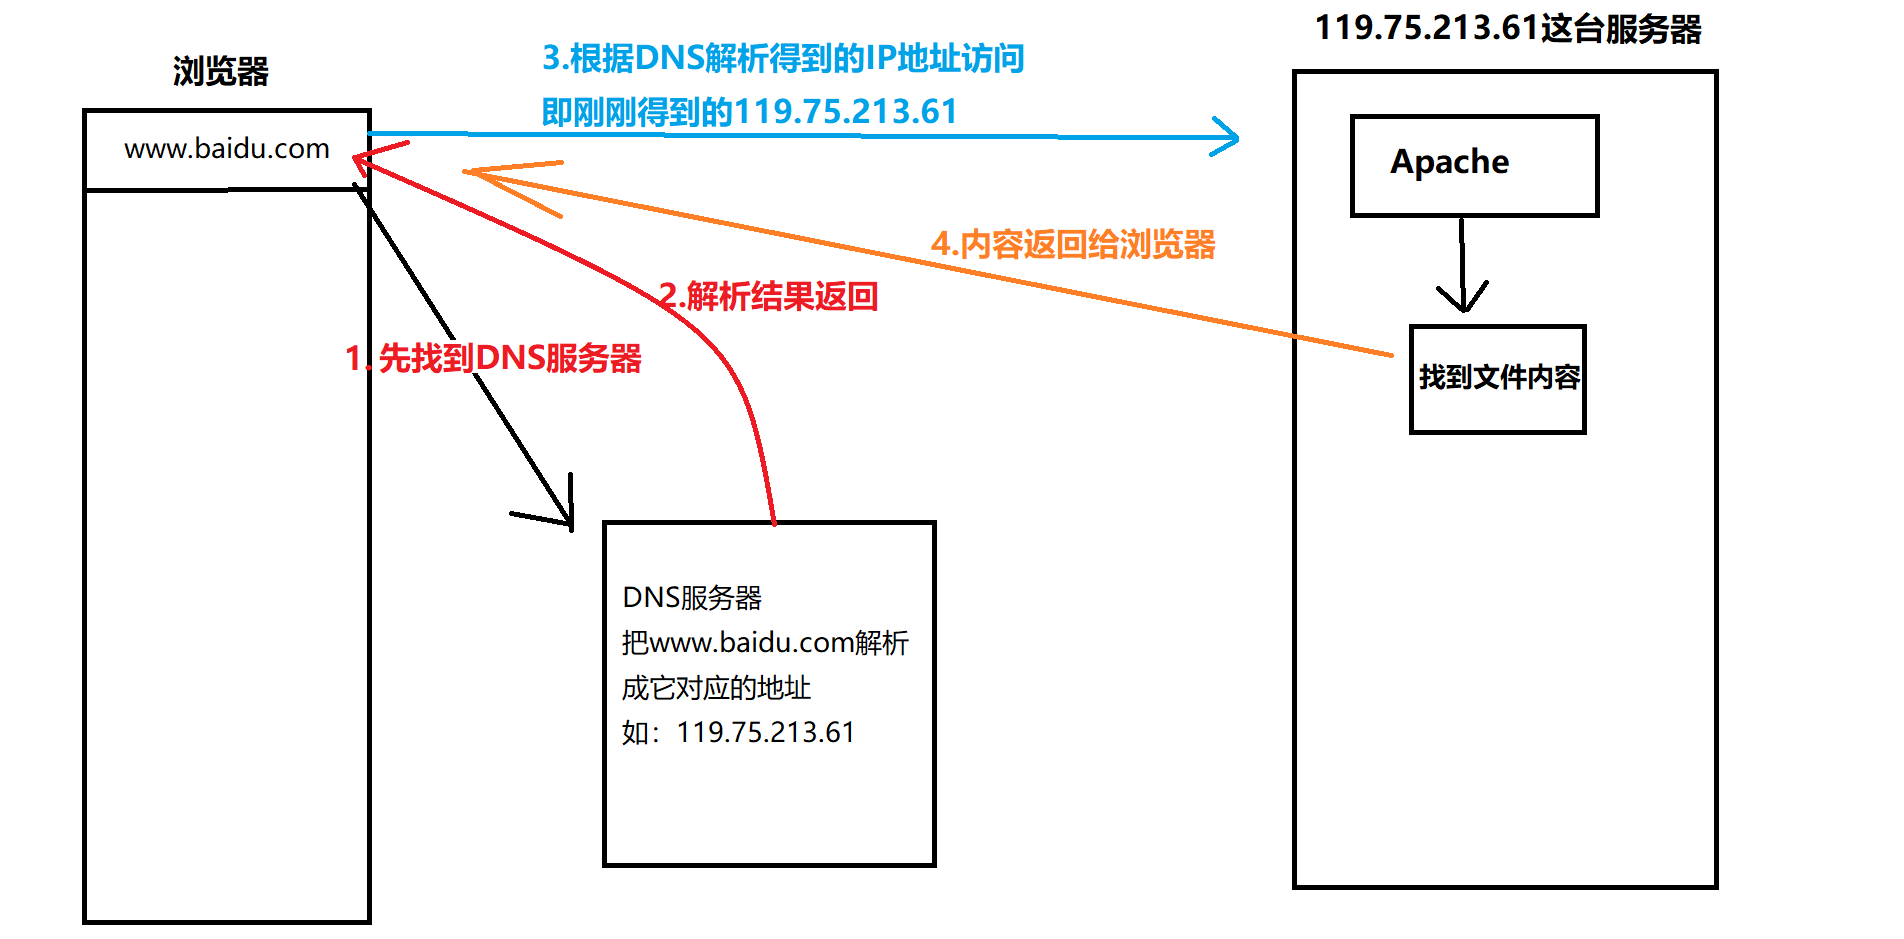 浏览器
www.baidu.com
3.根据DNS解析得到的IP地址访问
即刚刚得到的119.75.213.61
119.75.213.61这台服务器
Apache
找到文件内容
4.内容返回给浏览器
2.解析结果返回
1. 先找到DNS服务器
DNS服务器
把www.baidu.com解析
成它对应的地址
如：119.75.213.61